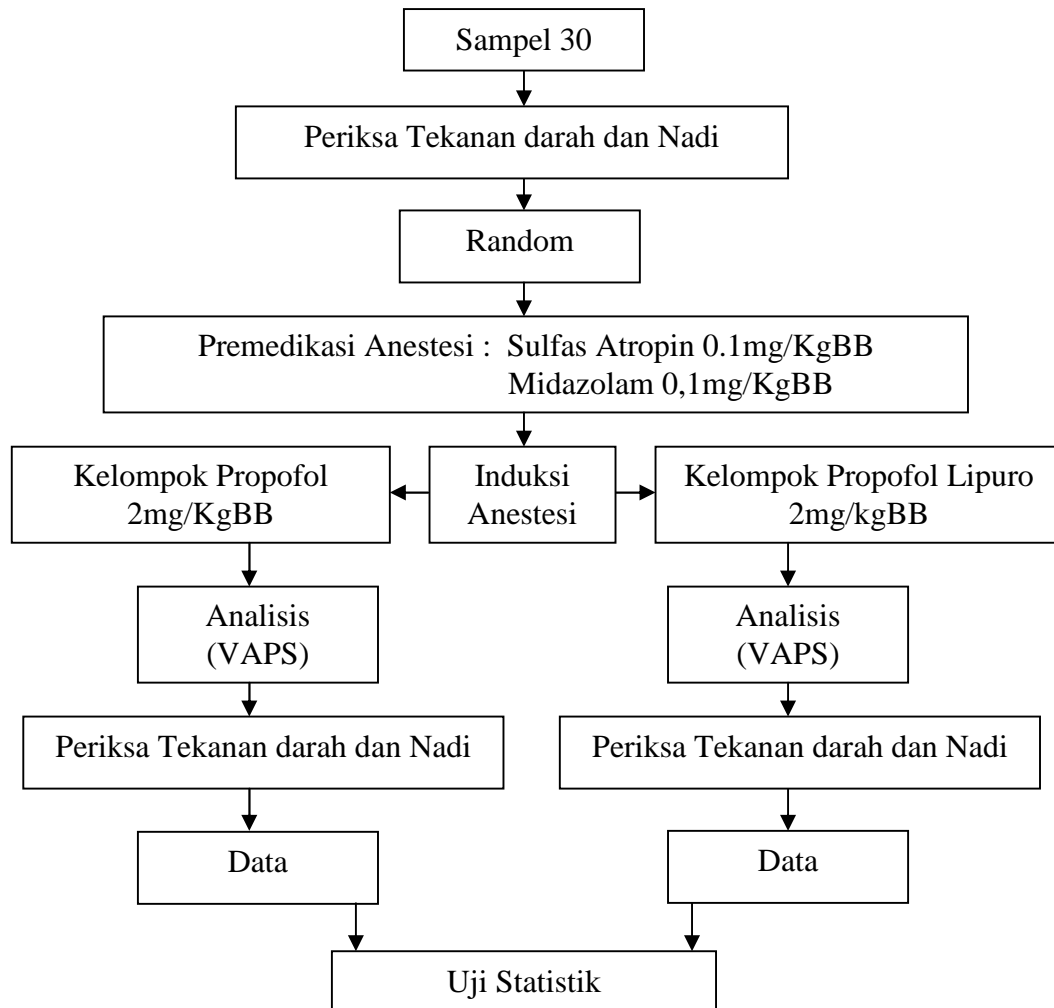 Sampel 30
Periksa Tekanan darah dan Nadi
Random
Premedikasi Anestesi :  Sulfas Atropin 0.1mg/KgBB
Midazolam 0,1mg/KgBB
Kelompok Propofol
2mg/KgBB
Induksi
Anestesi
Kelompok Propofol Lipuro
2mg/kgBB
Analisis
(VAPS)
Analisis
(VAPS)
Periksa Tekanan darah dan Nadi
Periksa Tekanan darah dan Nadi
Data
Data
Uji Statistik